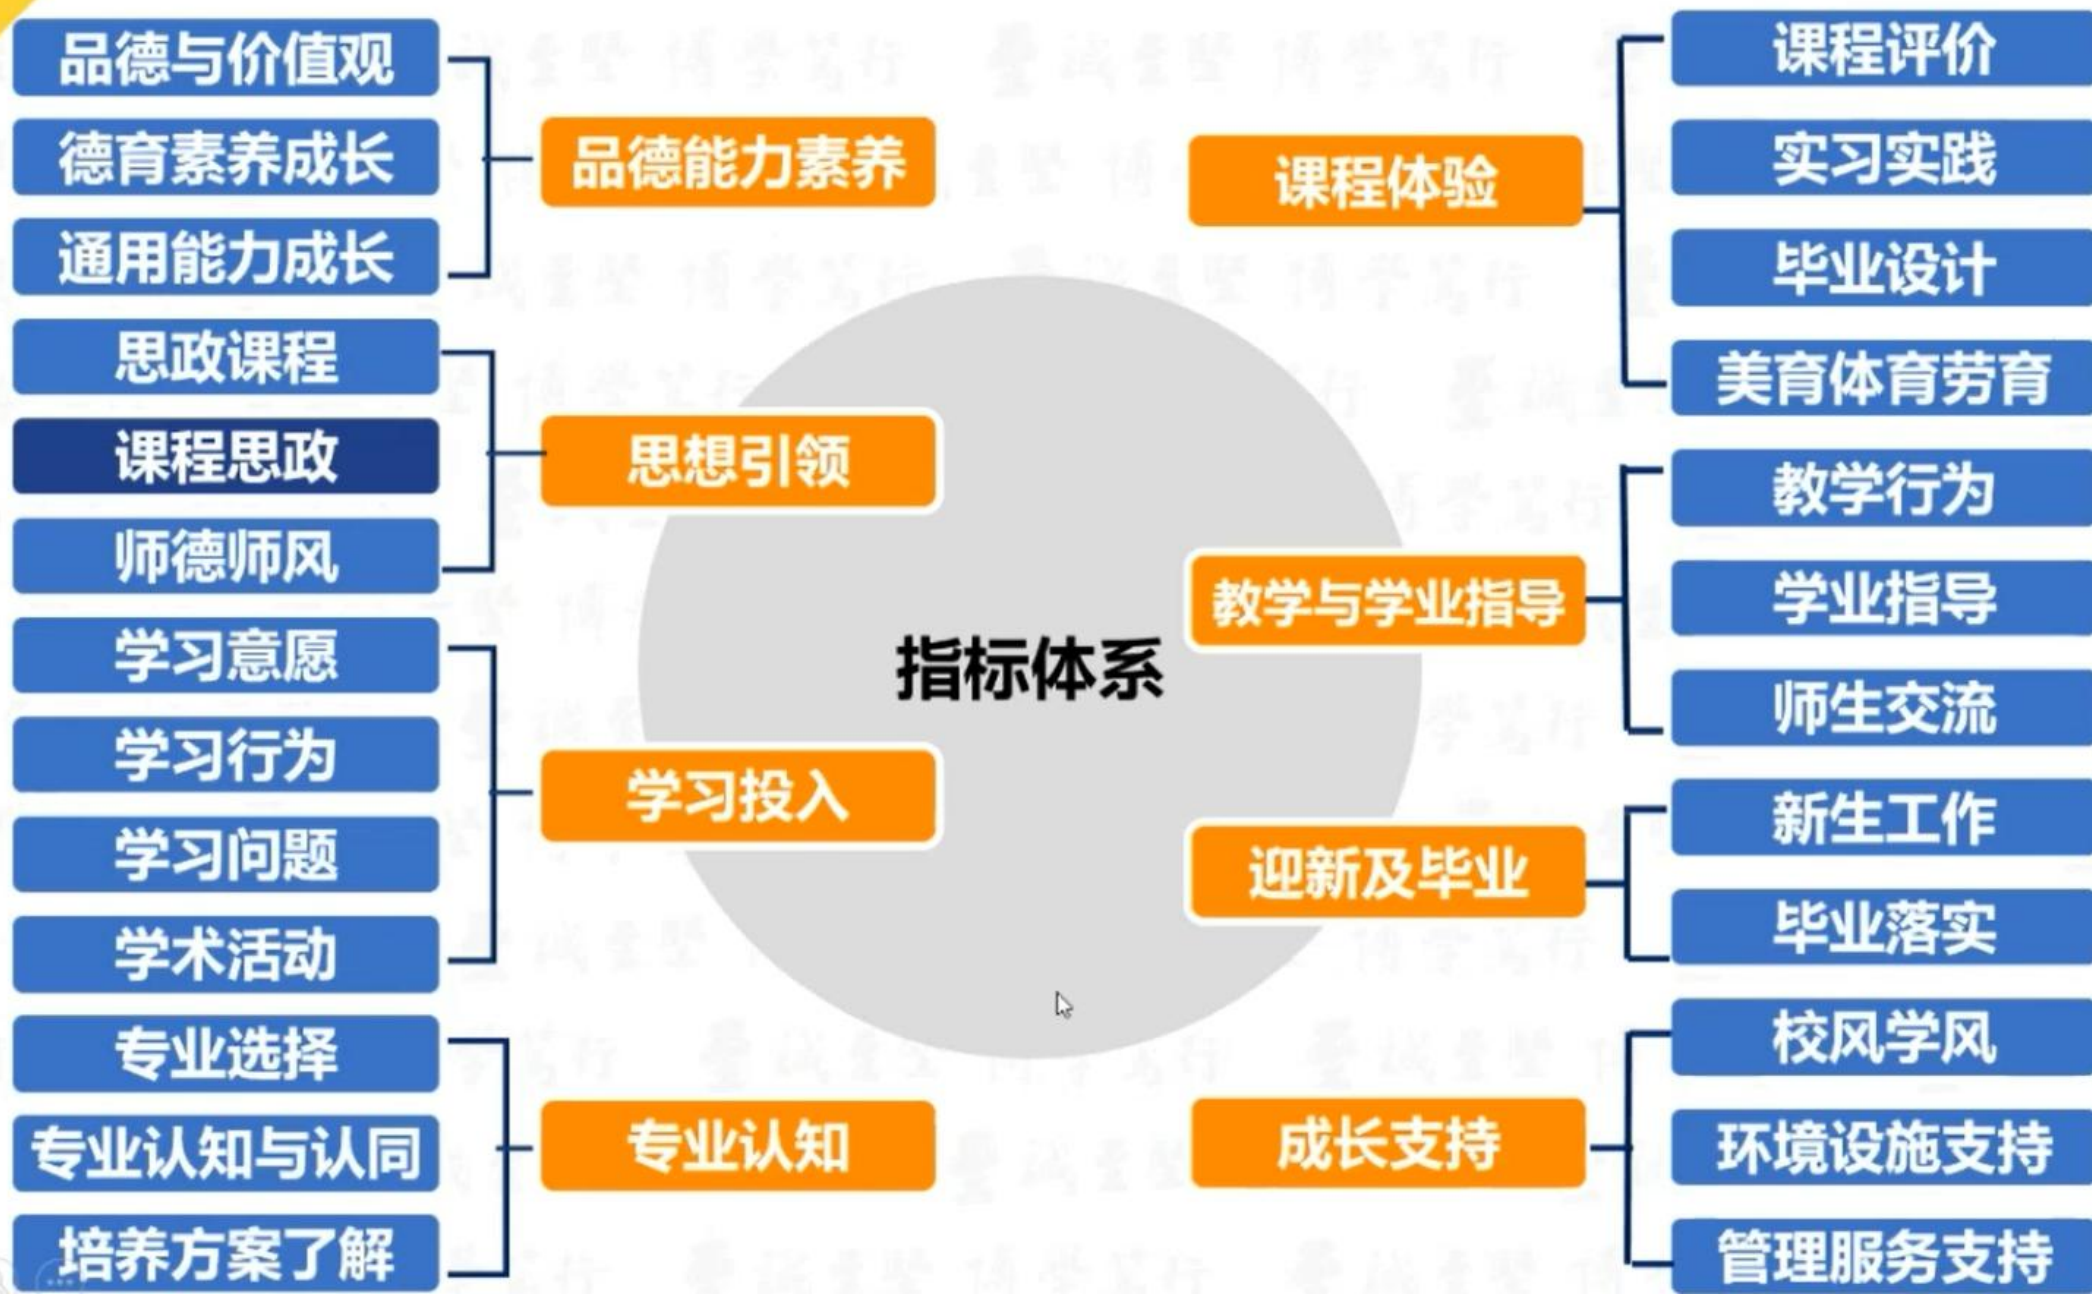 品德与价值观
德育素养成长
通用能力成长
品德能力素养
思政课程
课程思政
师德师风
思想引领
学习意愿
学习行为
学习问题
学术活动
学习投入
专业选择
专业认知与认同
培养方案了解
专业认知
指标体系
课程体验
课程评价
实习实践
毕业设计
美育体育劳育
教学与学业指导
教学行为
学业指导
师生交流
迎新及毕业
新生工作
毕业落实
成长支持
校风学风
环境设施支持
管理服务支持